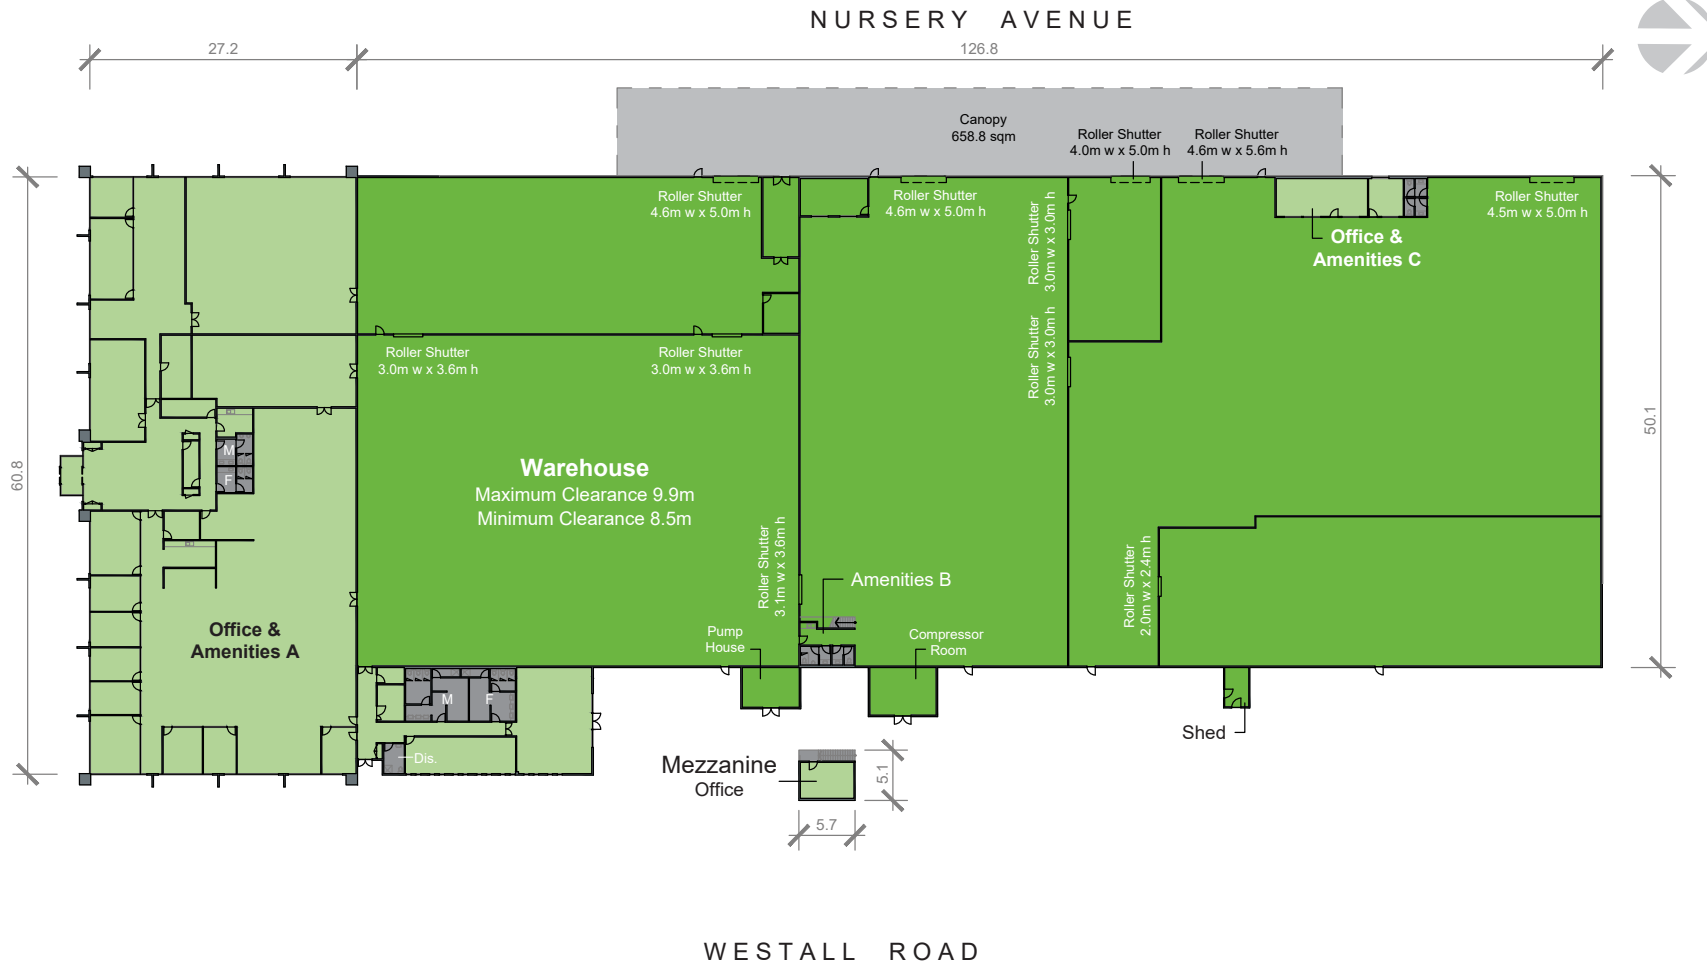 NURSERY AVENUE
27.2
126.8
Canopy
658.8 sqm
Roller Shutter
4.0m w x 5.0m h
Roller Shutter
4.6m w x 5.6m h
Roller Shutter
4.6m w x 5.0m h
Roller Shutter
4.6m w x 5.0m h
Roller Shutter
3.0m w x 3.0m h
Roller Shutter
4.5m w x 5.0m h
Office &
Amenities C
Roller Shutter
3.0m w x 3.0m h
Roller Shutter
3.0m w x 3.6m h
Roller Shutter
3.0m w x 3.6m h
60.8
50.1
M
F
Warehouse
Maximum Clearance 9.9m
Minimum Clearance 8.5m
Roller Shutter
3.1m w x 3.6m h
Roller Shutter
2.0m w x 2.4m h
Amenities B
Office &
Amenities A
Pump
House
Compressor
Room
M
F
Dis.
Shed
Mezzanine
Office
5.1
5.7
WESTALL ROAD